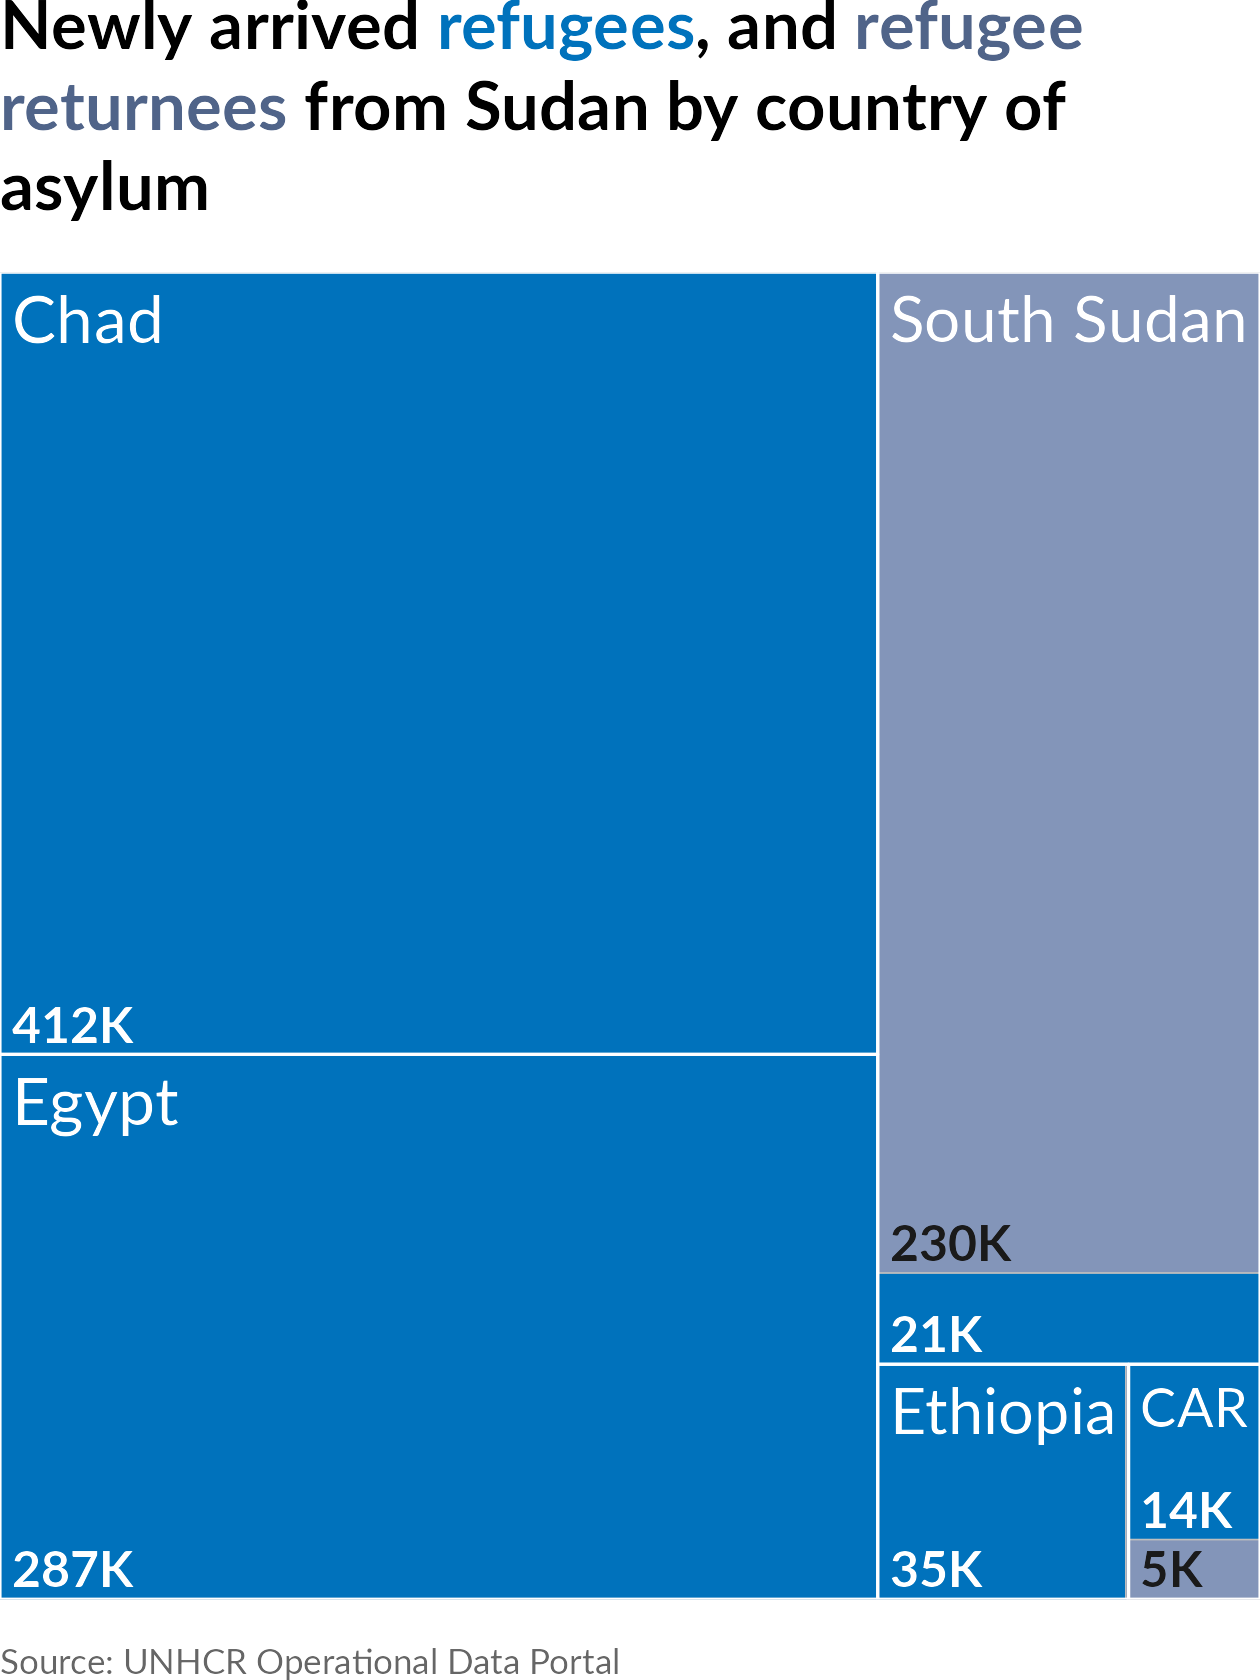 Newly arrived refugees, and refugee
returnees from Sudan by country of
asylum
Chad
412K
Egypt
287K
South Sudan
230K
21K
Ethiopia
35K
CAR
14K
5K
Source: UNHCR Operational Data Portal